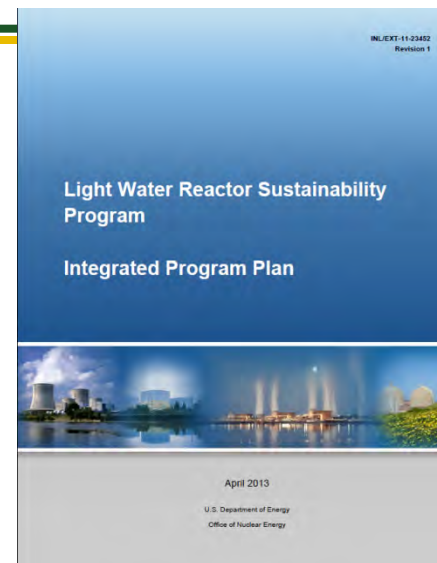 INL/EXT-11-23452
Revision 1
Light Water Reactor Sustainability
Program
Integrated Program Plan
April 2013
U.S. Department of Energy
Office of Nuclear Energy